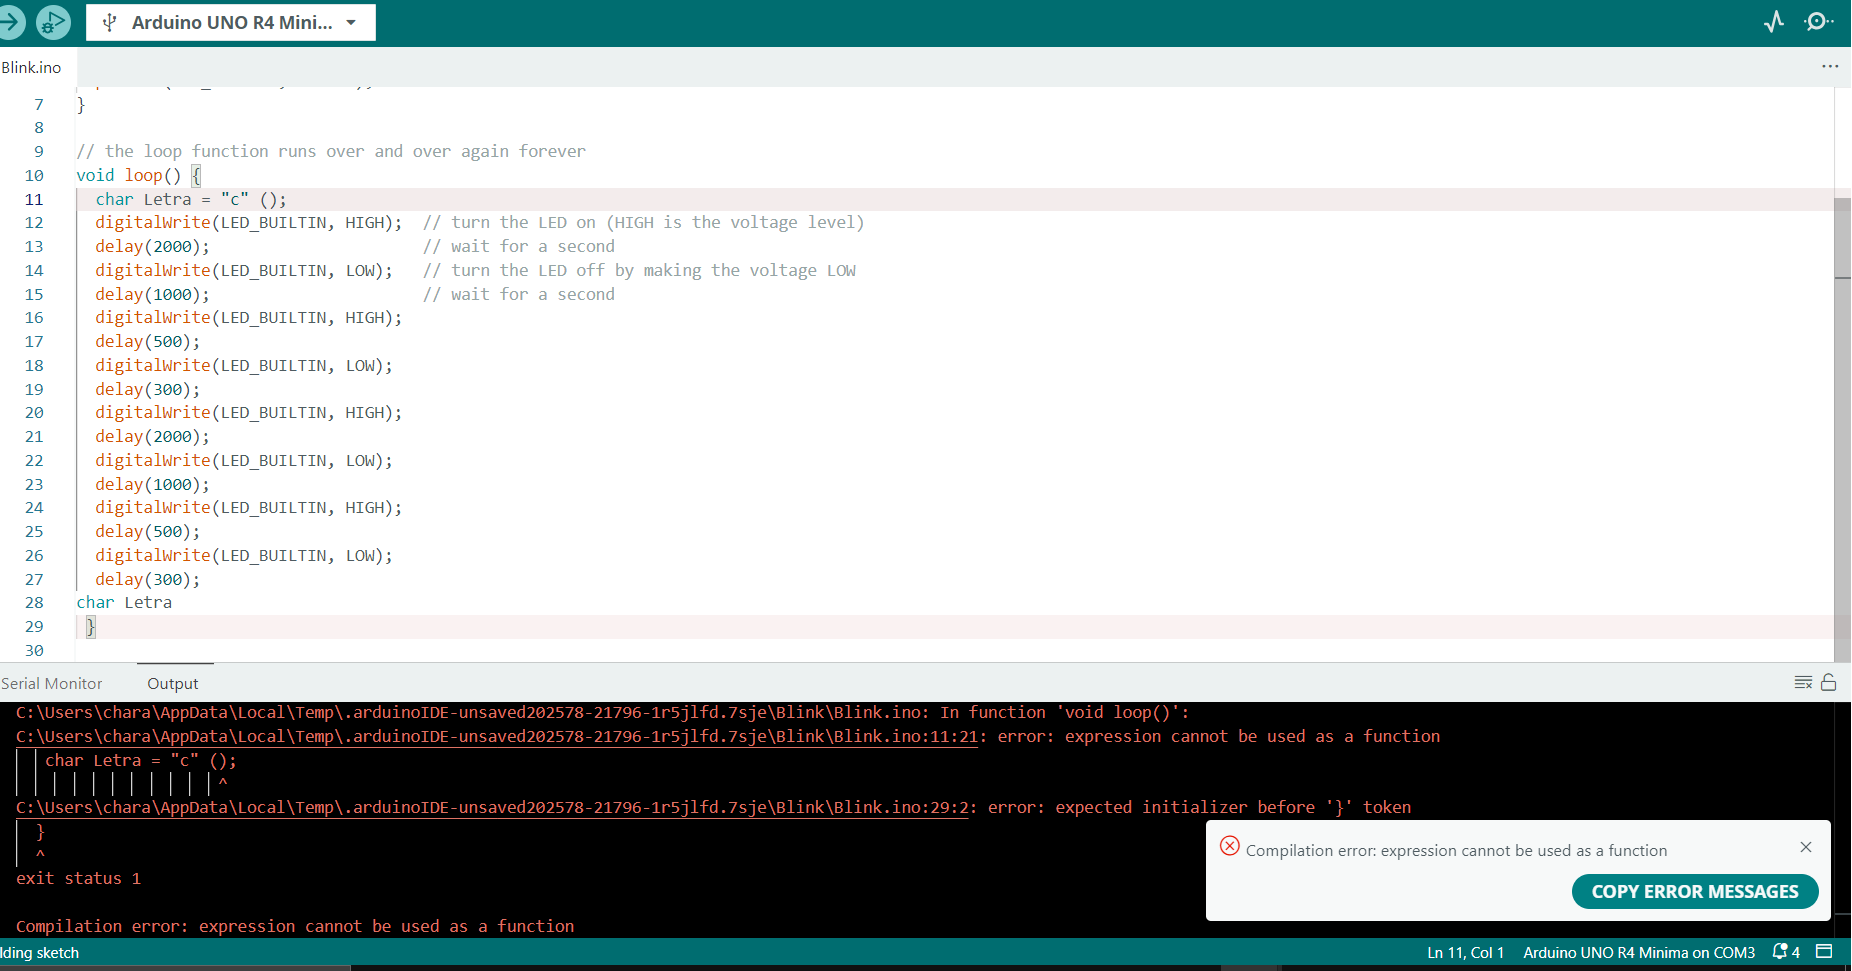 Arduino UNO R4 Mini...
Blink.ino
7 }
8
9 // the loop function runs over and over again forever
10 void loop() {
11 char Letra = "c" ();
12 digitalWrite(LED_BUILTIN, HIGH); // turn the LED on (HIGH is the voltage level)
13 delay(2000); // wait for a second
14 digitalWrite(LED_BUILTIN, LOW); // turn the LED off by making the voltage LOW
15 delay(1000); // wait for a second
16 digitalWrite(LED_BUILTIN, HIGH);
17 delay(500);
18 digitalWrite(LED_BUILTIN, LOW);
19 delay(300);
20 digitalWrite(LED_BUILTIN, HIGH);
21 delay(2000);
22 digitalWrite(LED_BUILTIN, LOW);
23 delay(1000);
24 digitalWrite(LED_BUILTIN, HIGH);
25 delay(500);
26 digitalWrite(LED_BUILTIN, LOW);
27 delay(300);
28 char Letra
29 }
30
Serial Monitor Output
C:\Users\chara\AppData\Local\Temp\.arduinoIDE-unsaved202578-21796-1r5jlfd.7sje\Blink\Blink.ino: In function 'void loop()':
C:\Users\chara\AppData\Local\Temp\.arduinoIDE-unsaved202578-21796-1r5jlfd.7sje\Blink\Blink.ino:11:21: error: expression cannot be used as a function
char Letra = "c" ();
^
C:\Users\chara\AppData\Local\Temp\.arduinoIDE-unsaved202578-21796-1r5jlfd.7sje\Blink\Blink.ino:29:2: error: expected initializer before '}' token
}
^
exit status 1
Compilation error: expression cannot be used as a function
Compilation error: expression cannot be used as a function
COPY ERROR MESSAGES
lding sketch
Ln 11, Col 1 Arduino UNO R4 Minima on COM3 4